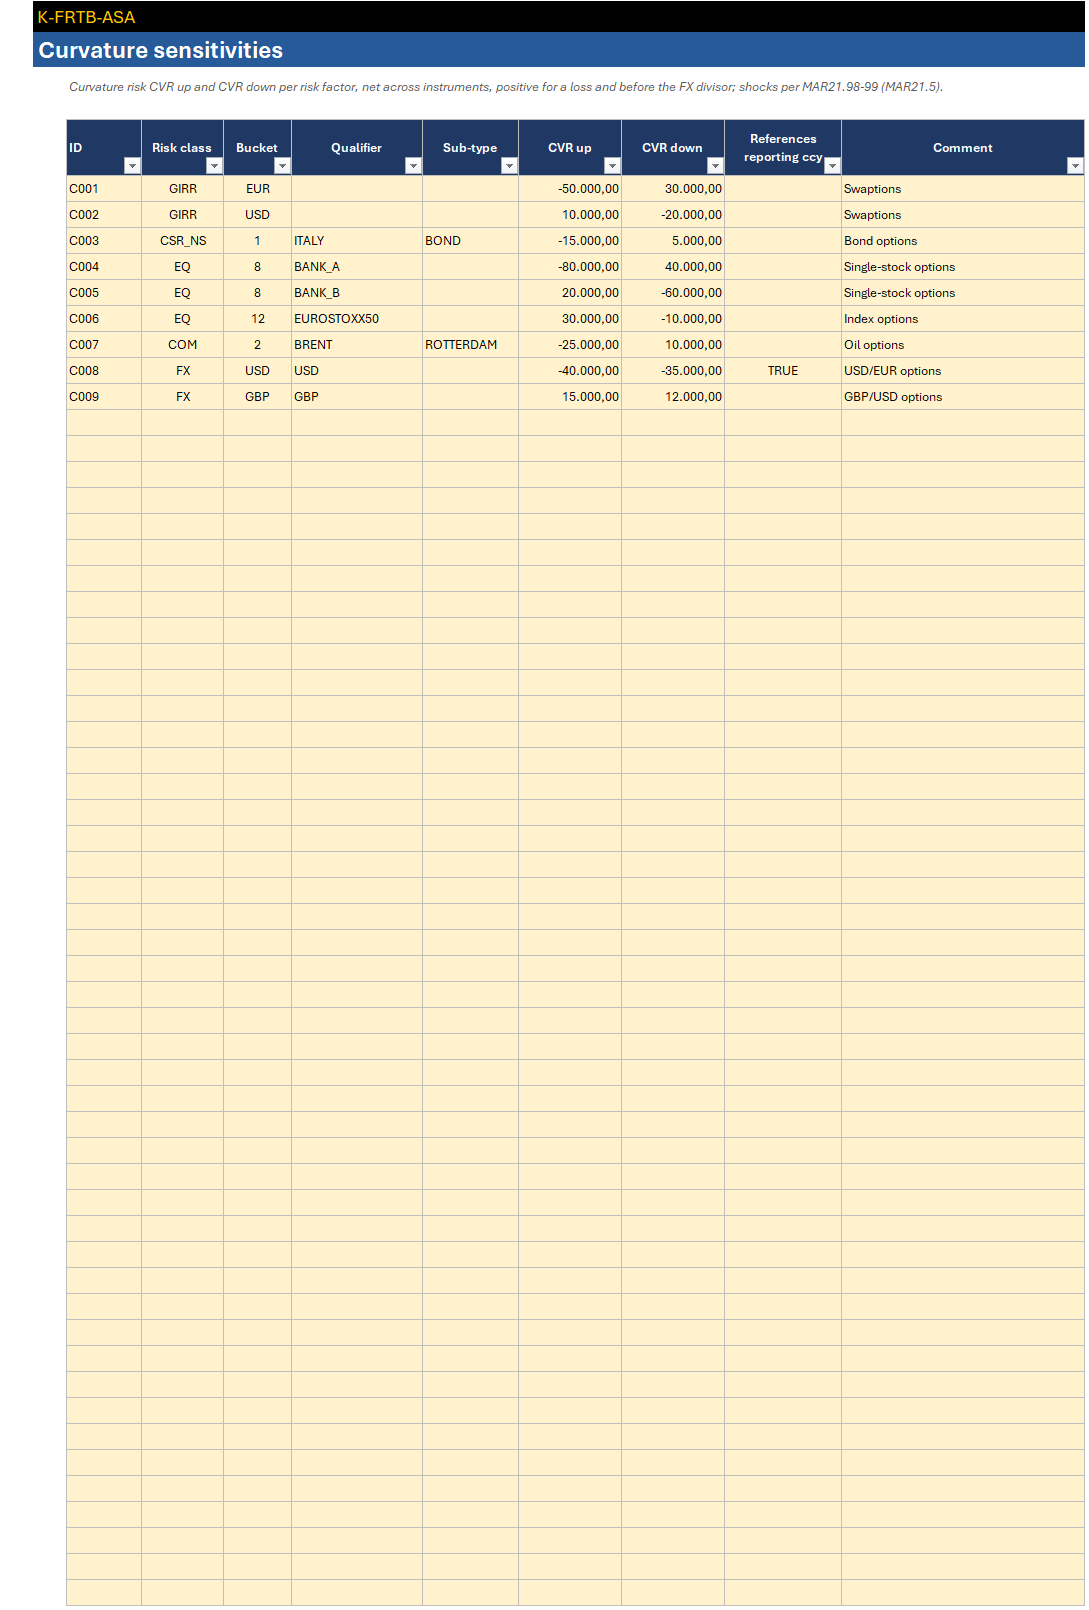 K-FRTB-ASA
Curvature sensitivities
Curvature risk CVR up and CVR down per risk factor, net across instruments, positive for a loss and before the FX divisor; shocks per MAR21.98-99 (MAR21.5).
ID Risk class Bucket Qualifier Sub-type CVR up CVR down References reporting ccy Comment
C001 GIRR EUR -50.000,00 30.000,00 Swaptions
C002 GIRR USD 10.000,00 -20.000,00 Swaptions
C003 CSR_NS 1 ITALY BOND -15.000,00 5.000,00 Bond options
C004 EQ 8 BANK_A -80.000,00 40.000,00 Single-stock options
C005 EQ 8 BANK_B 20.000,00 -60.000,00 Single-stock options
C006 EQ 12 EUROSTOXX50 30.000,00 -10.000,00 Index options
C007 COM 2 BRENT ROTTERDAM -25.000,00 10.000,00 Oil options
C008 FX USD USD -40.000,00 -35.000,00 TRUE USD/EUR options
C009 FX GBP GBP 15.000,00 12.000,00 GBP/USD options